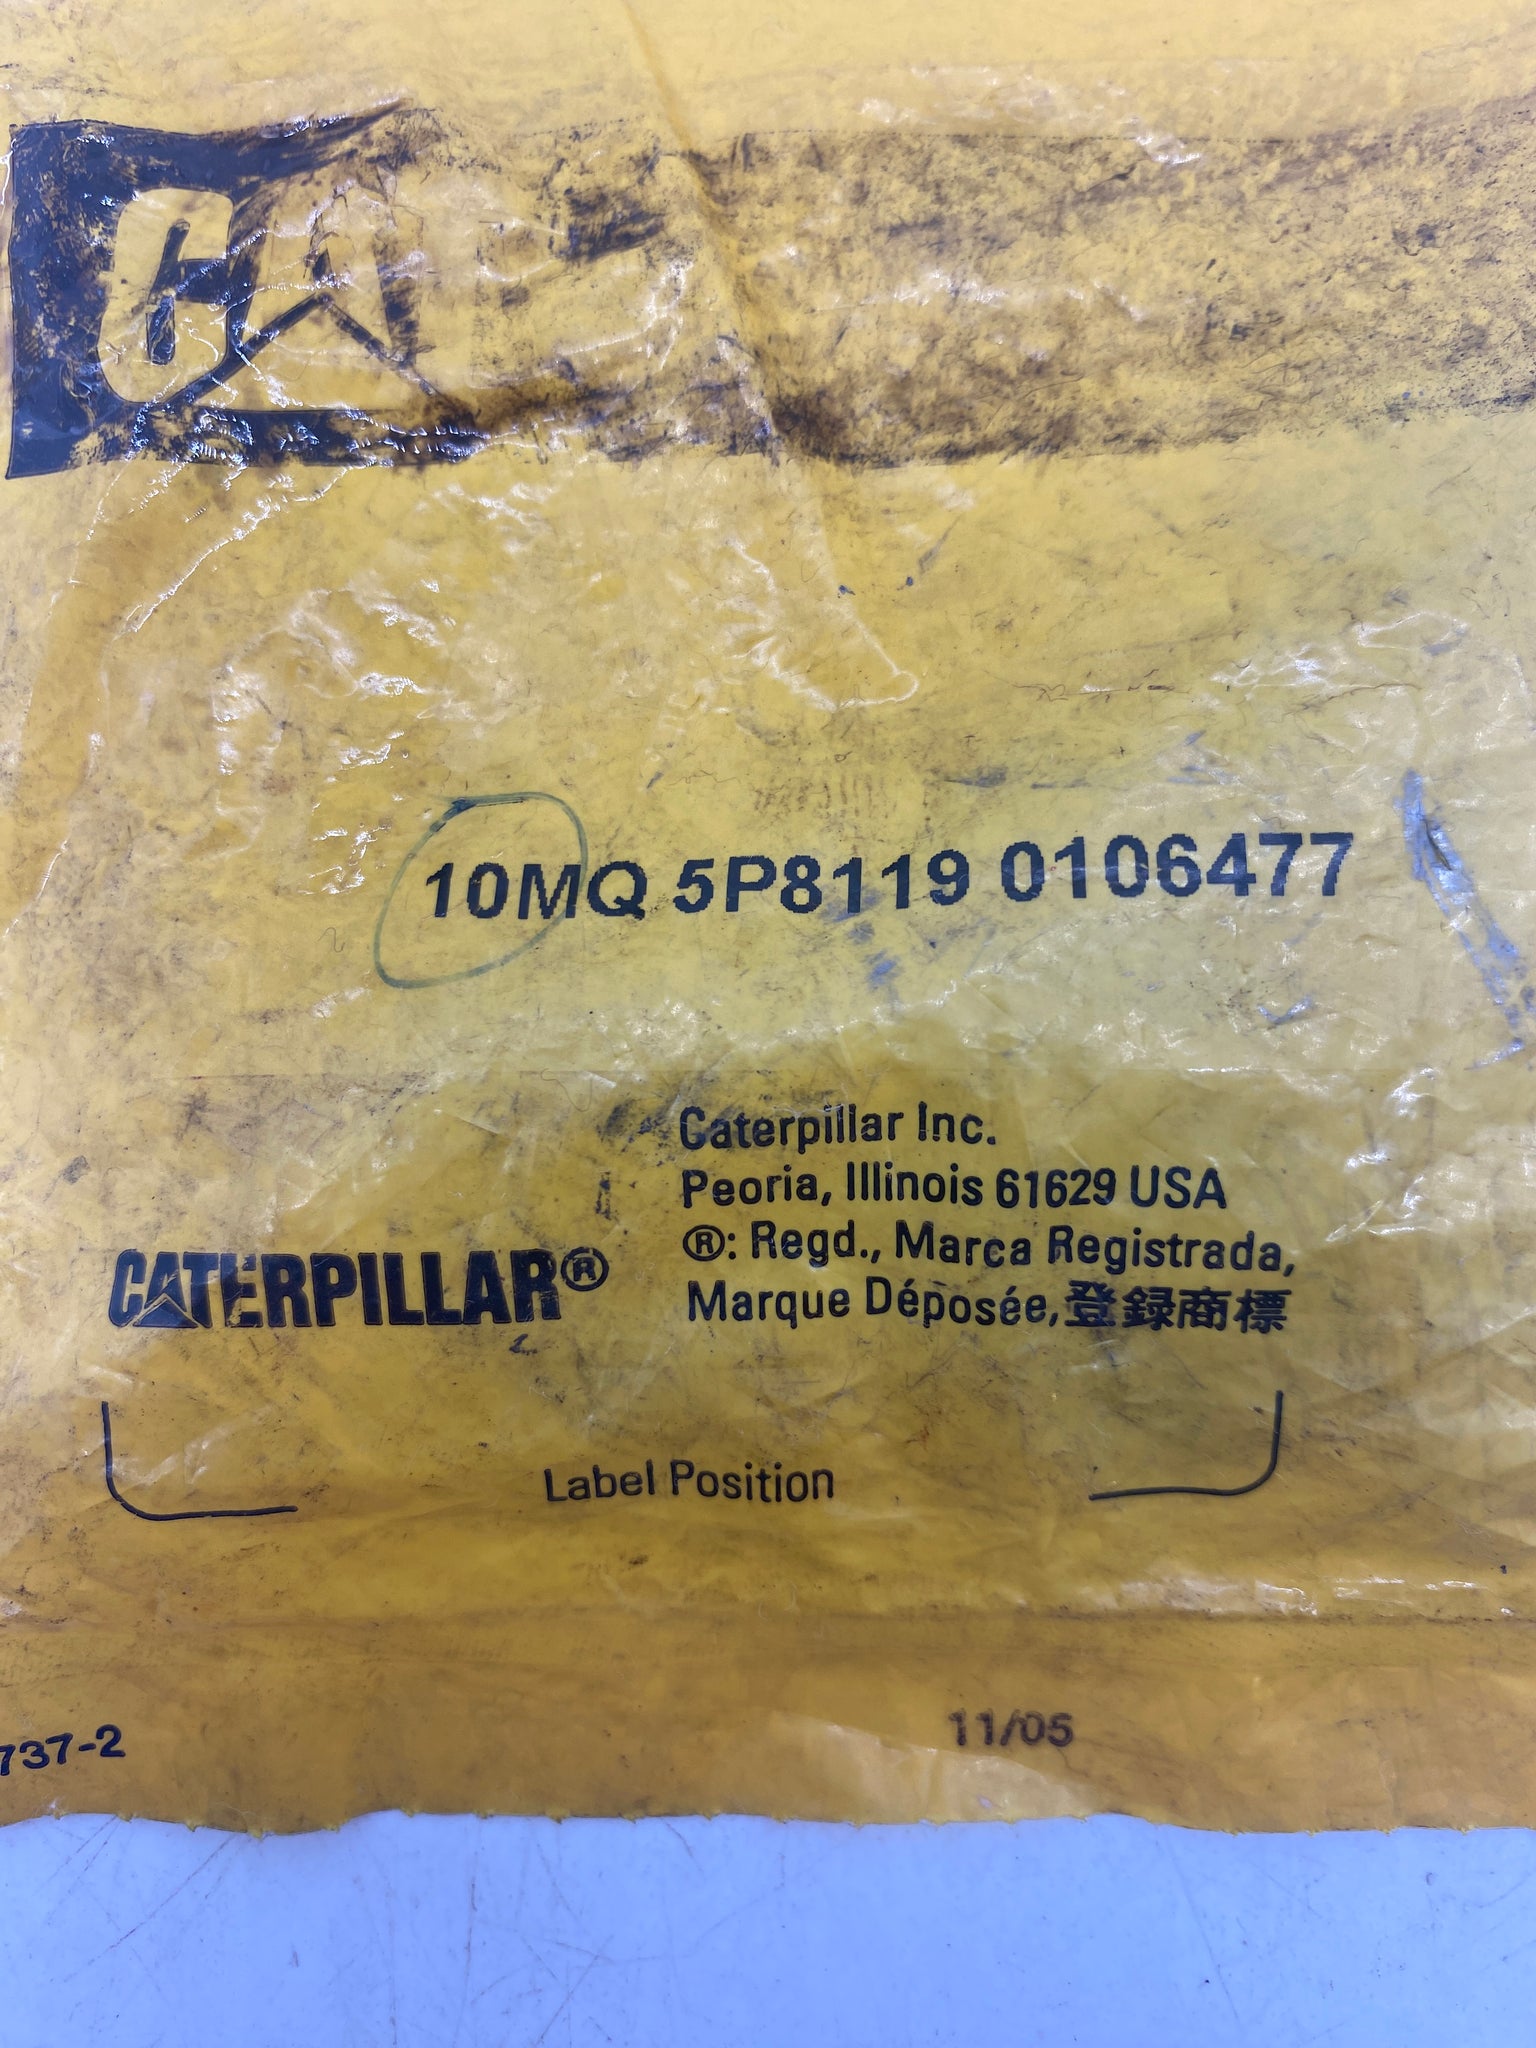 CAT
10MQ 5P8119 0106477
Caterpillar Inc.
Peoria, Illinois 61629 USA
®: Regd., Marca Registrada,
Marque Déposée, 登録商標
CATERPILLAR®
Label Position
737-2
11/05